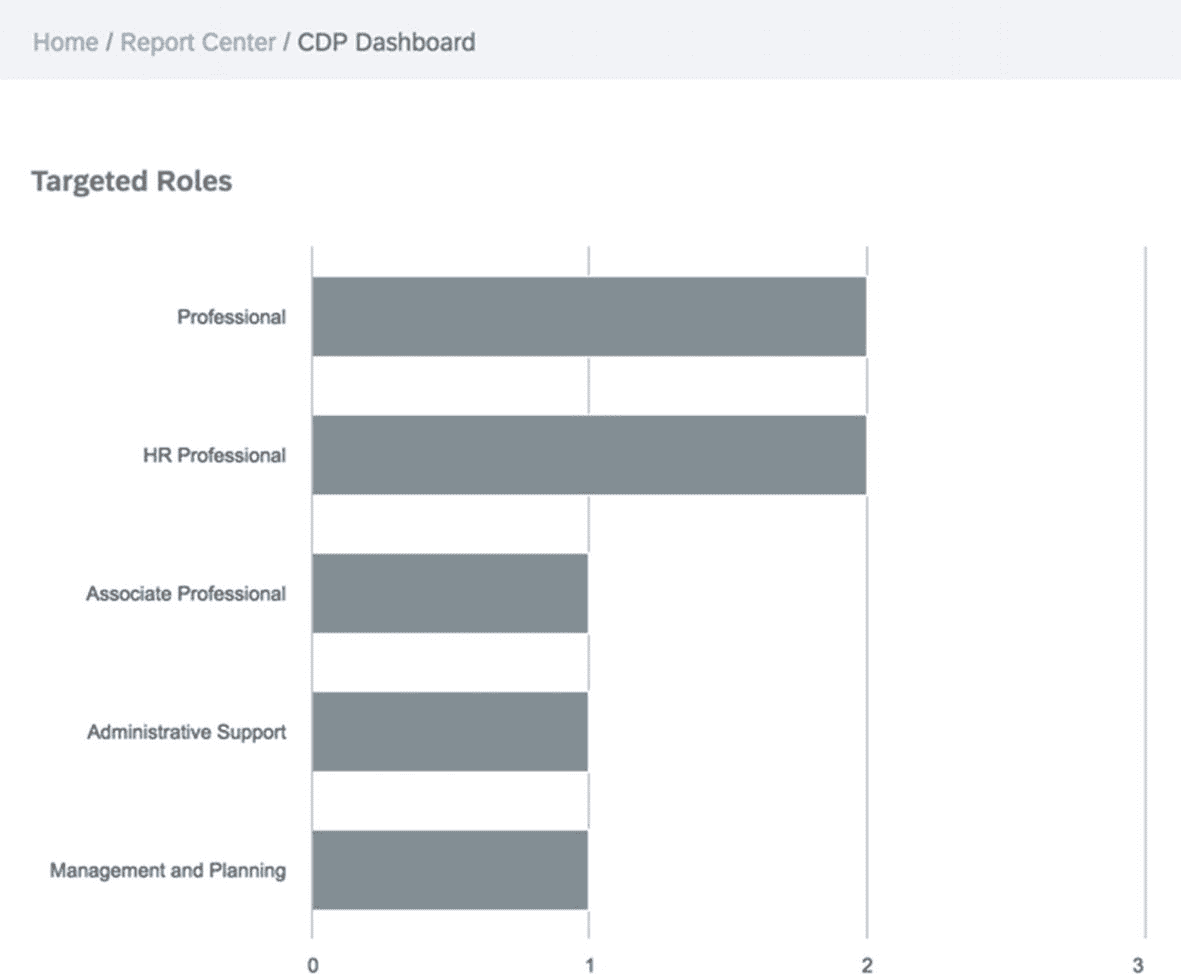 Home / Report Center / CDP Dashboard
Targeted Roles
Professional
HR Professional
Associate Professional
Administrative Support
Management and Planning
0 1 2 3